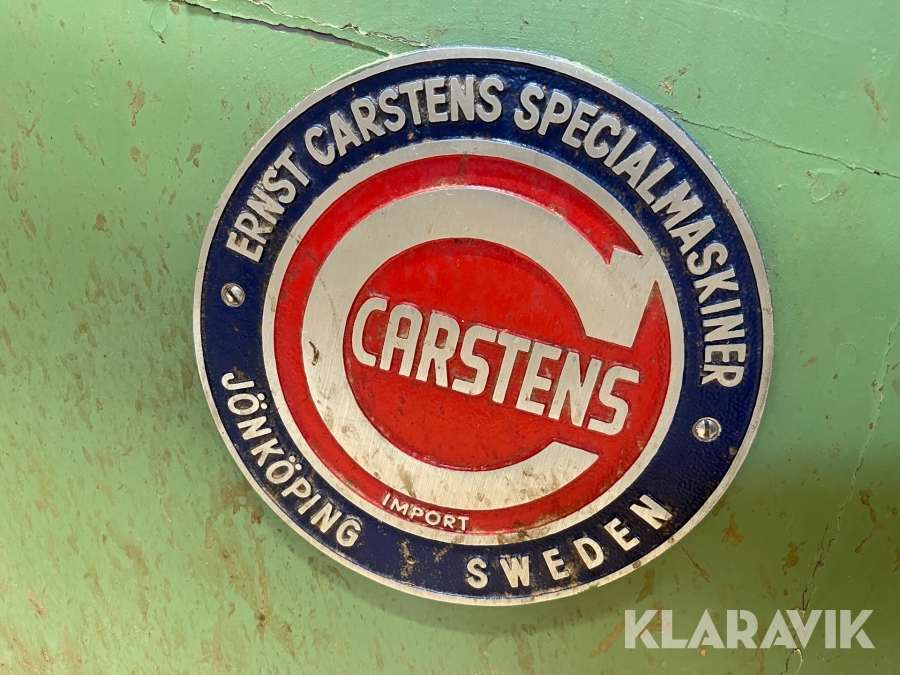 ERNST CARSTENS SPECIALMASKINER
CARSTENS
IMPORT
JÖNKÖPING SWEDEN
KLARAVIK